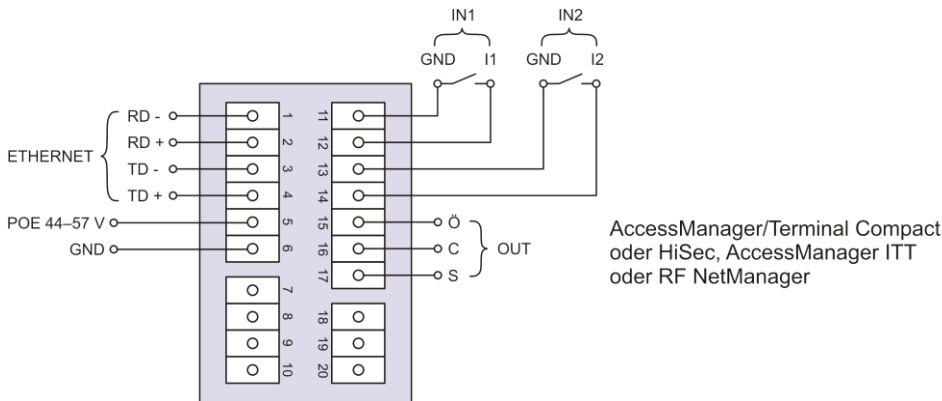 IN1 IN2
GND I1 GND I2
RD - 1 11
RD + 2 12
ETHERNET
TD - 3 13
TD + 4 14
POE 44–57 V 5 15 Ö
GND 6 16 C OUT
17 S
7
8 18
9 19
10 20
AccessManager/Terminal Compact
oder HiSec, AccessManager ITT
oder RF NetManager